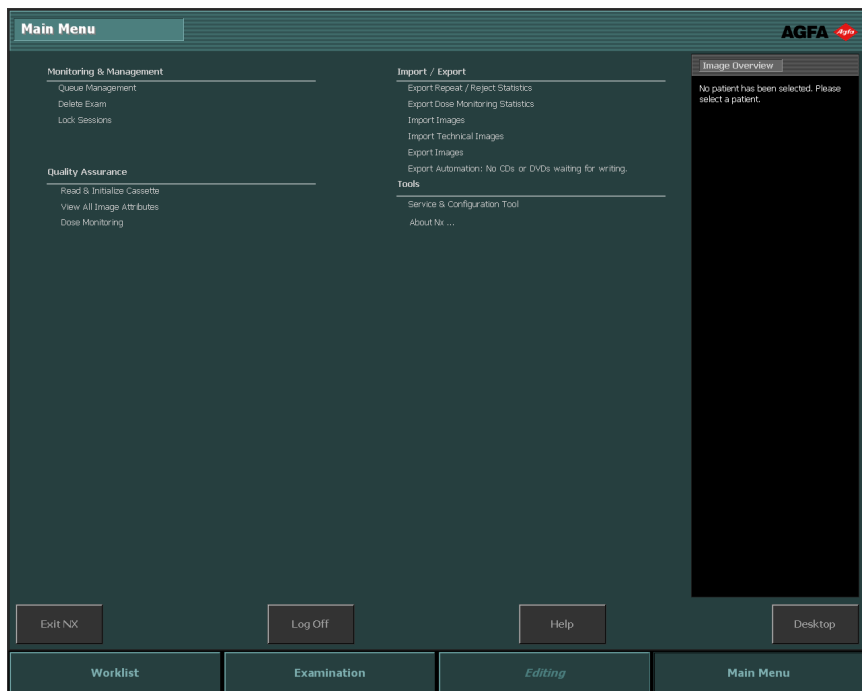 Main Menu
AGFA
Agfa
Monitoring & Management
Queue Management
Delete Exam
Lock Sessions
Quality Assurance
Read & Initialize Cassette
View All Image Attributes
Dose Monitoring
Import / Export
Export Repeat / Reject Statistics
Export Dose Monitoring Statistics
Import Images
Import Technical Images
Export Images
Export Automation: No CDs or DVDs waiting for writing.
Tools
Service & Configuration Tool
About Nx ...
Image Overview
No patient has been selected. Please
select a patient.
Exit NX
Log Off
Help
Desktop
Worklist
Examination
Editing
Main Menu